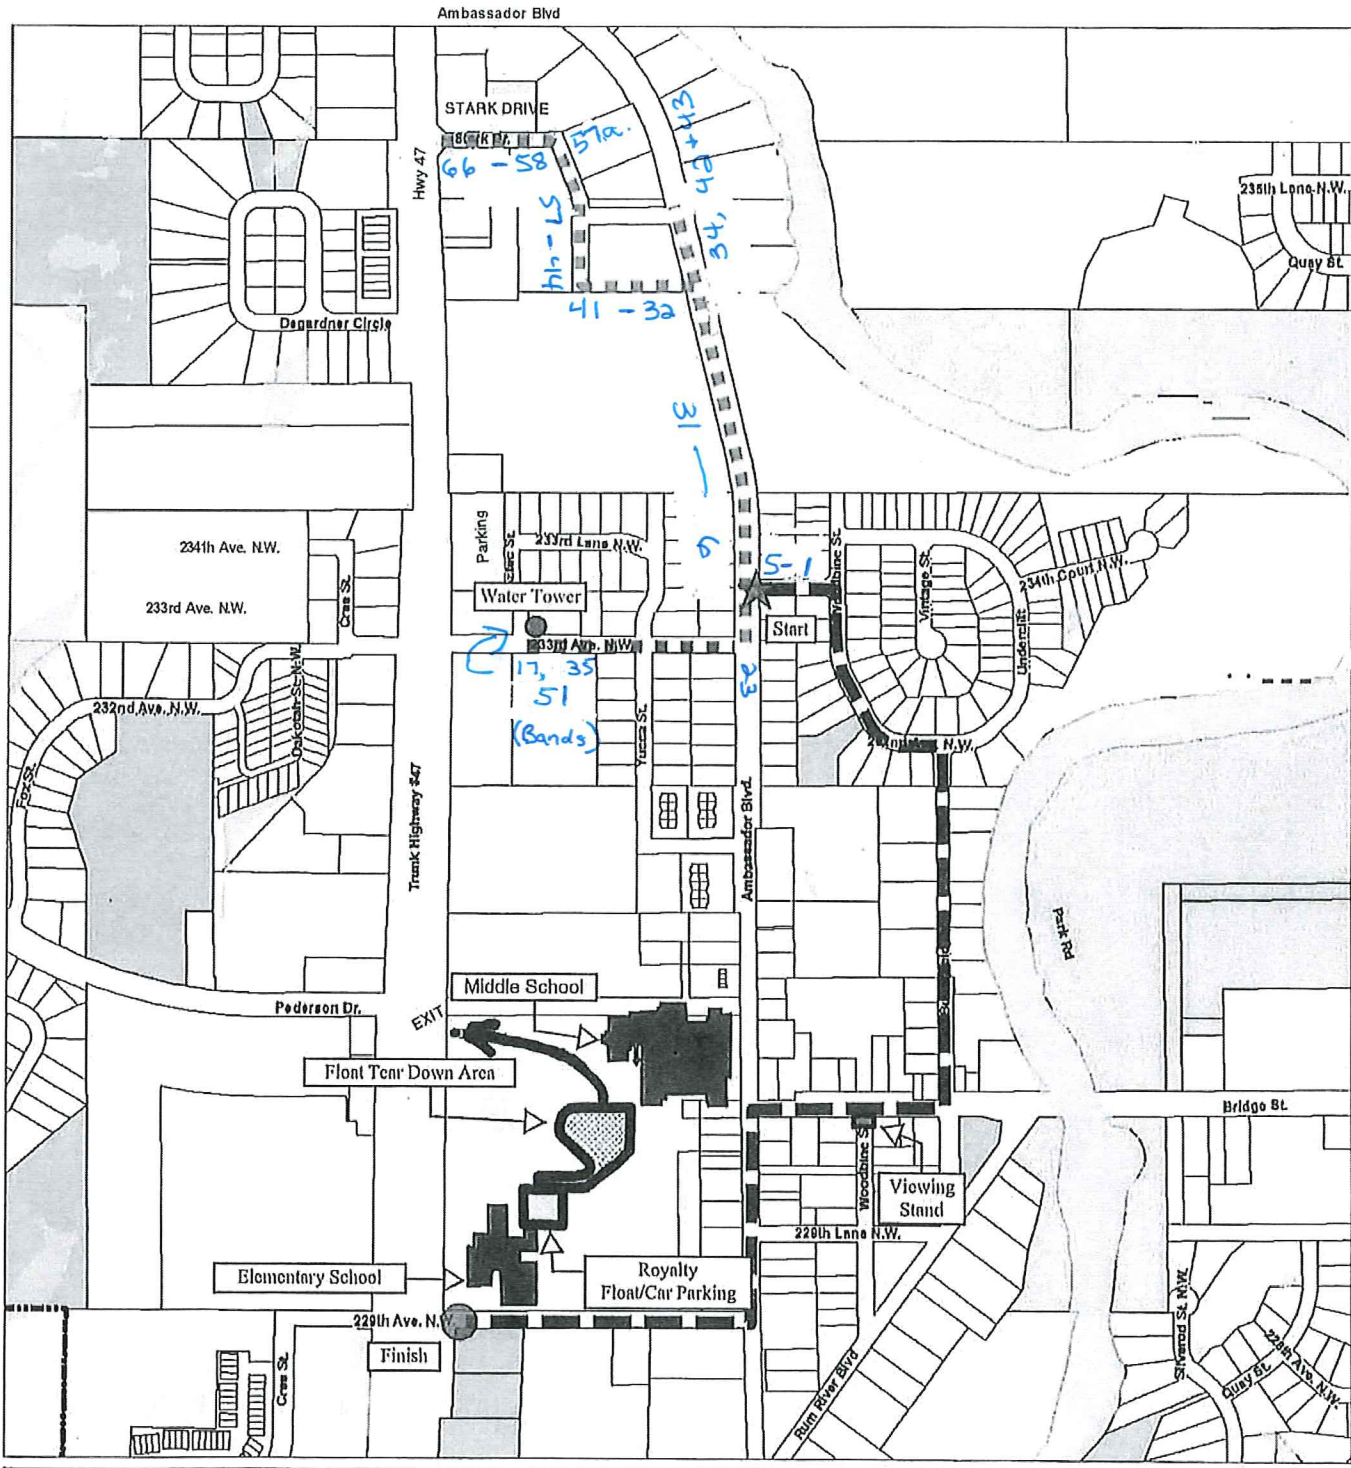 Ambassador Blvd
STARK DRIVE
57a.
42+43
66 - 58
Hwy 47
34,
235th Lane N.W.
57-44
Quay St.
41 - 32
Degardner Circle
31 — 6
Parking
233rd Lane N.W.
2341th Ave. N.W.
Woodbine St.
Vintage St.
234th Court N.W.
5-1
Water Tower
233rd Ave. N.W.
Cree St.
Undercliff
Start
233rd Ave. N.W.
17, 35
51
(Bands)
23
232nd Ave. N.W.
Dakotah St. N.W.
Yucca St.
Fox St.
Trunk Highway #47
Ambassador Blvd.
Park Rd
Middle School
Pederson Dr.
EXIT
Float Tear Down Area
Bridge St.
Viewing
Stand
Woodbine S
229th Lane N.W.
Elementary School
Royalty
Float/Car Parking
229th Ave. N.W.
Finish
Cree St.
Rum River Blvd
Silverod St. N.W.
Quay St.
228th Ave. N.W.